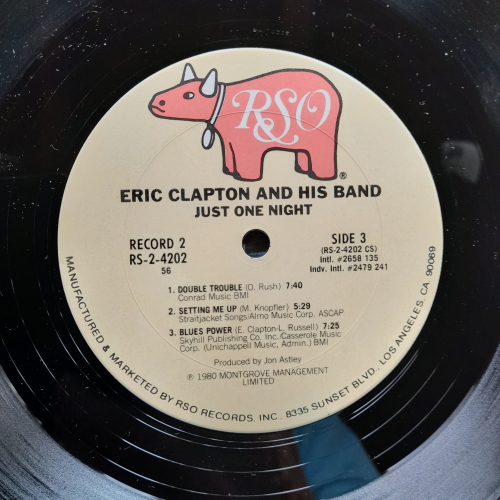 RSO
®
ERIC CLAPTON AND HIS BAND
JUST ONE NIGHT
RECORD 2
RS-2-4202
56
SIDE 3
(RS-2-4202 CS)
Intl. #2658 135
Indv. Intl. #2479 241
1. DOUBLE TROUBLE (O. Rush) 7:40
Conrad Music BMI
2. SETTING ME UP (M. Knopfler) 5:29
Straitjacket Songs/Almo Music Corp. ASCAP
3. BLUES POWER (E. Clapton-L. Russell) 7:25
Skyhill Publishing Co. Inc./Casserole Music
Corp. (Unichappell Music, Admin.) BMI
Produced by Jon Astley
℗ 1980 MONTGROVE MANAGEMENT
LIMITED
MANUFACTURED & MARKETED BY RSO RECORDS, INC. 8335 SUNSET BLVD., LOS ANGELES, CA 90069